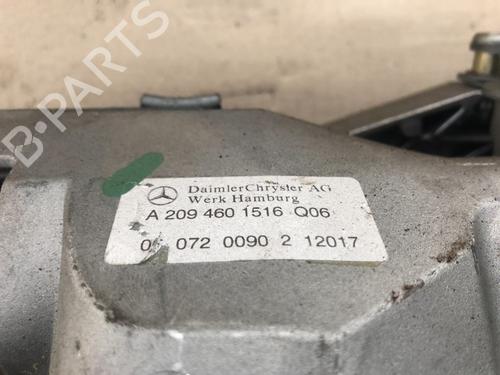 DaimlerChrysler AG
Werk Hamburg
A 209 460 1516 Q06
072 0090 2 12017
B-PARTS